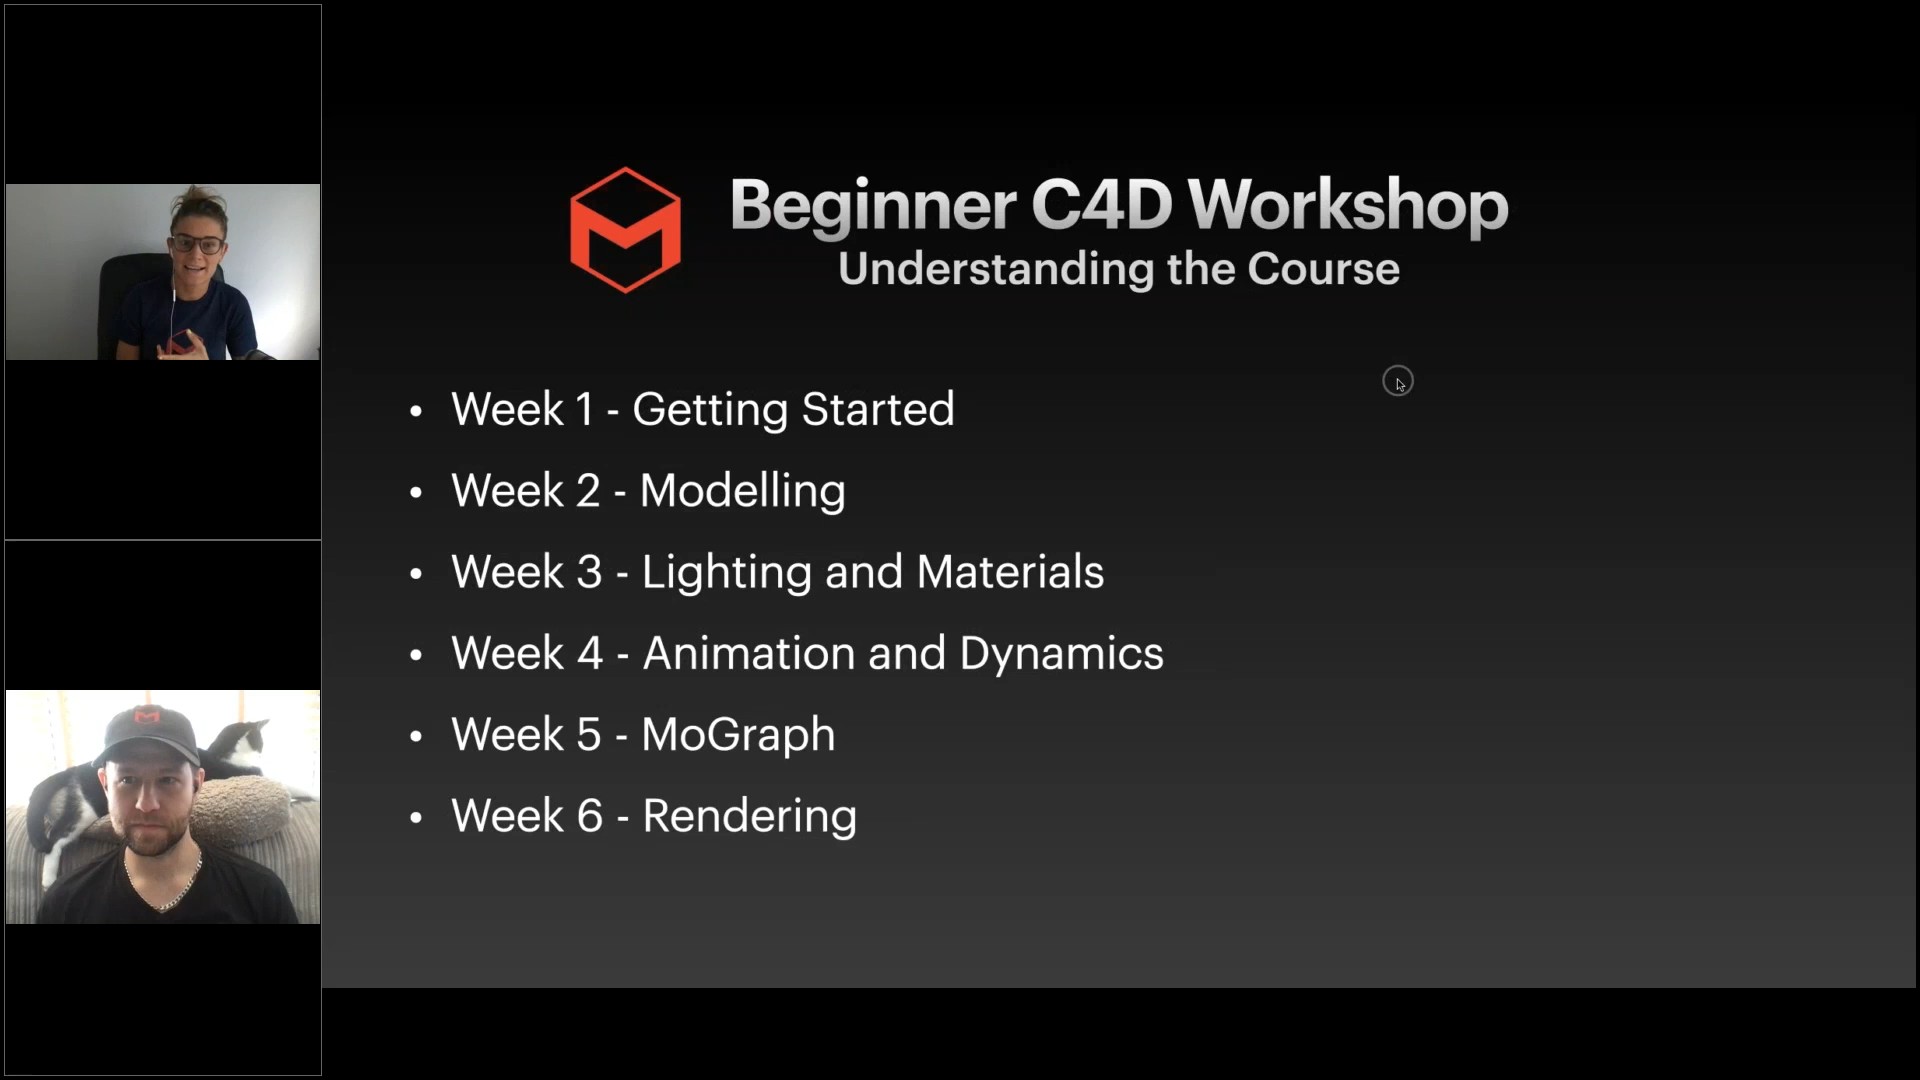 Beginner C4D Workshop
Understanding the Course
• Week 1 - Getting Started
• Week 2 - Modelling
• Week 3 - Lighting and Materials
• Week 4 - Animation and Dynamics
• Week 5 - MoGraph
• Week 6 - Rendering